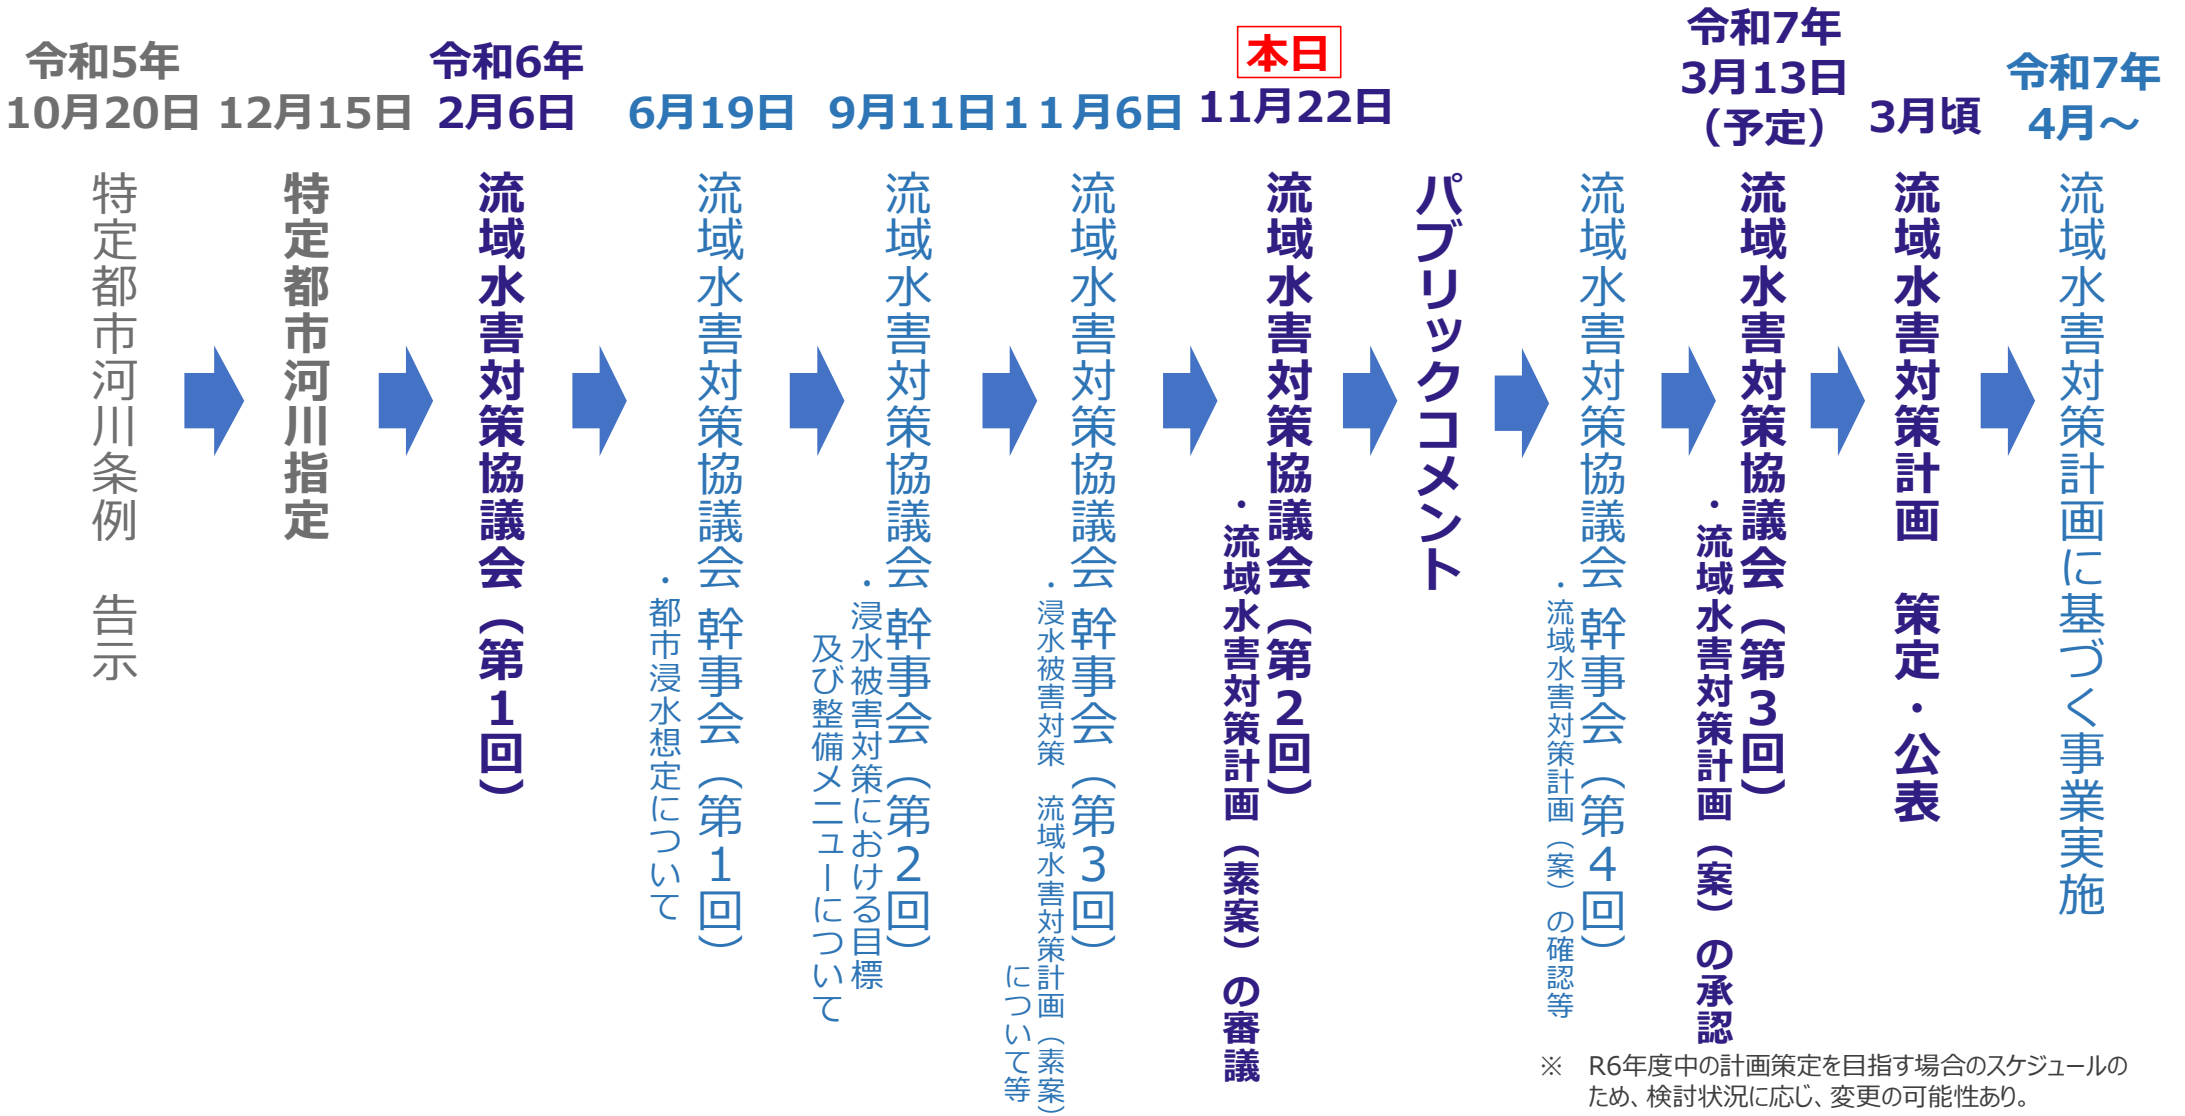 令和5年
10月20日
特定都市河川条例　告示
12月15日
特定都市河川指定
令和6年
2月6日
流域水害対策協議会（第１回）
6月19日
流域水害対策協議会 幹事会（第１回）
・都市浸水想定について
9月11日
流域水害対策協議会 幹事会（第２回）
・浸水被害対策における目標
及び整備メニューについて
１１月6日
流域水害対策協議会 幹事会（第３回）
・浸水被害対策　流域水害対策計画（素案）
について等
本日
11月22日
流域水害対策協議会（第２回）
・流域水害対策計画（素案）の審議
パブリックコメント
流域水害対策協議会 幹事会（第４回）
・流域水害対策計画（案）の確認等
令和7年
3月13日
（予定）
流域水害対策協議会（第３回）
・流域水害対策計画（案）の承認
3月頃
流域水害対策計画　策定・公表
令和7年
4月～
流域水害対策計画に基づく事業実施
※　R6年度中の計画策定を目指す場合のスケジュールの
ため、検討状況に応じ、変更の可能性あり。